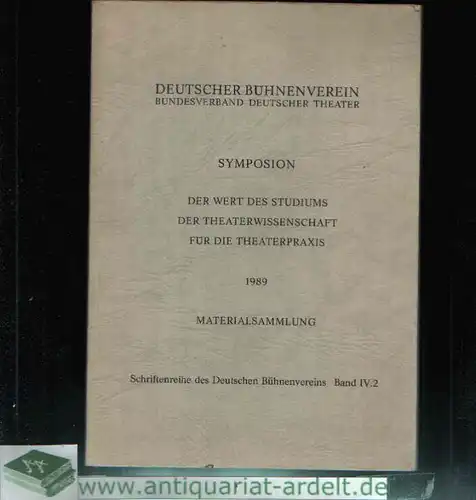 DEUTSCHER BÜHNENVEREIN
BUNDESVERBAND DEUTSCHER THEATER
SYMPOSION
DER WERT DES STUDIUMS
DER THEATERWISSENSCHAFT
FÜR DIE THEATERPRAXIS
1989
MATERIALSAMMLUNG
Schriftenreihe des Deutschen Bühnenvereins Band IV.2
www.antiquariat-ardelt.de